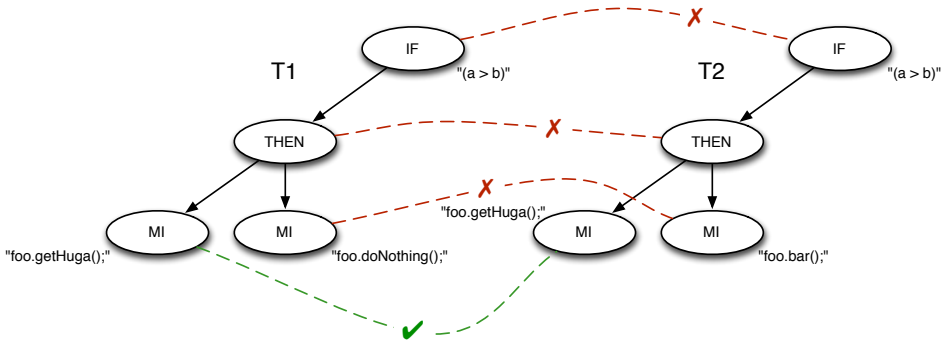 IF
IF
T1
"(a > b)"
T2
"(a > b)"
THEN
THEN
"foo.getHuga();"
MI
MI
MI
MI
"foo.getHuga();"
"foo.doNothing();"
"foo.bar();"